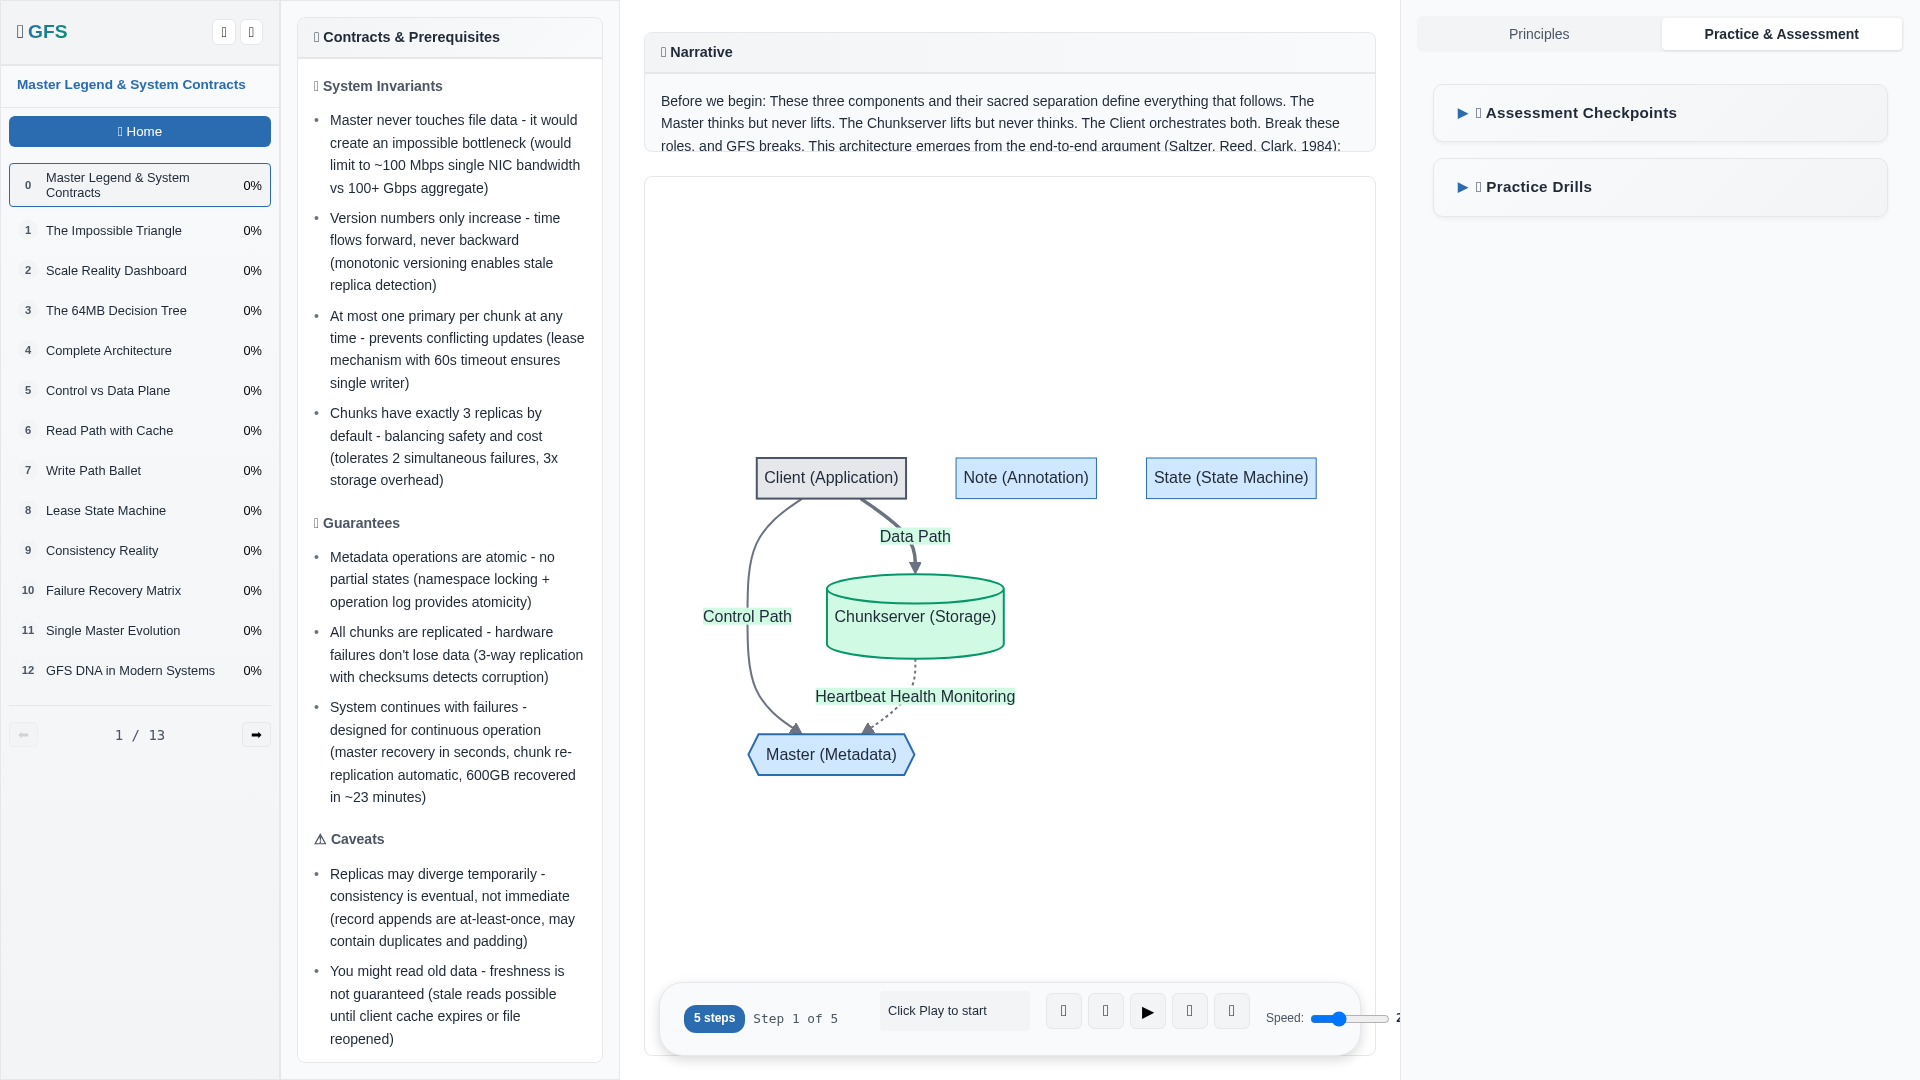 GFS
Master Legend & System Contracts
Home
0 Master Legend & System Contracts 0%
1 The Impossible Triangle 0%
2 Scale Reality Dashboard 0%
3 The 64MB Decision Tree 0%
4 Complete Architecture 0%
5 Control vs Data Plane 0%
6 Read Path with Cache 0%
7 Write Path Ballet 0%
8 Lease State Machine 0%
9 Consistency Reality 0%
10 Failure Recovery Matrix 0%
11 Single Master Evolution 0%
12 GFS DNA in Modern Systems 0%
⬅ 1 / 13 ➡
Contracts & Prerequisites
System Invariants
• Master never touches file data - it would
create an impossible bottleneck (would
limit to ~100 Mbps single NIC bandwidth
vs 100+ Gbps aggregate)
• Version numbers only increase - time
flows forward, never backward
(monotonic versioning enables stale
replica detection)
• At most one primary per chunk at any
time - prevents conflicting updates (lease
mechanism with 60s timeout ensures
single writer)
• Chunks have exactly 3 replicas by
default - balancing safety and cost
(tolerates 2 simultaneous failures, 3x
storage overhead)
Guarantees
• Metadata operations are atomic - no
partial states (namespace locking +
operation log provides atomicity)
• All chunks are replicated - hardware
failures don't lose data (3-way replication
with checksums detects corruption)
• System continues with failures -
designed for continuous operation
(master recovery in seconds, chunk re-
replication automatic, 600GB recovered
in ~23 minutes)
⚠ Caveats
• Replicas may diverge temporarily -
consistency is eventual, not immediate
(record appends are at-least-once, may
contain duplicates and padding)
• You might read old data - freshness is
not guaranteed (stale reads possible
until client cache expires or file
reopened)
Narrative
Before we begin: These three components and their sacred separation define everything that follows. The
Master thinks but never lifts. The Chunkserver lifts but never thinks. The Client orchestrates both. Break these
roles, and GFS breaks. This architecture emerges from the end-to-end argument (Saltzer, Reed, Clark, 1984):
Client (Application)
Note (Annotation)
State (State Machine)
Data Path
Control Path
Chunkserver (Storage)
Heartbeat Health Monitoring
Master (Metadata)
5 steps
Step 1 of 5
Click Play to start
▶
Speed:
Principles
Practice & Assessment
▶ Assessment Checkpoints
▶ Practice Drills